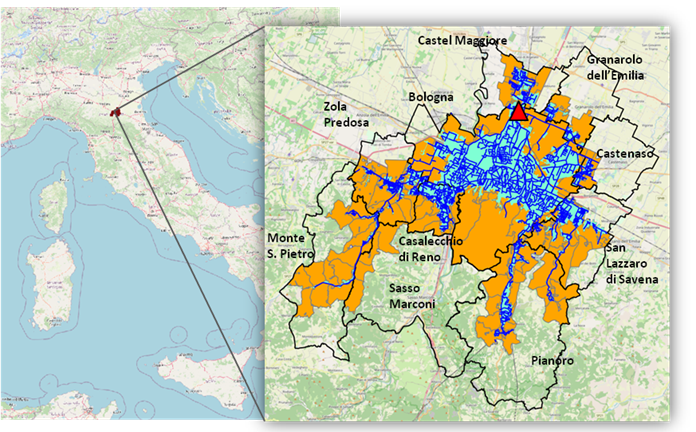 Castel Maggiore
Granarolo
dell'Emilia
Bologna
Zola
Predosa
Castenaso
Monte
S. Pietro
Casalecchio
di Reno
San
Lazzaro
di Savena
Sasso
Marconi
Pianoro